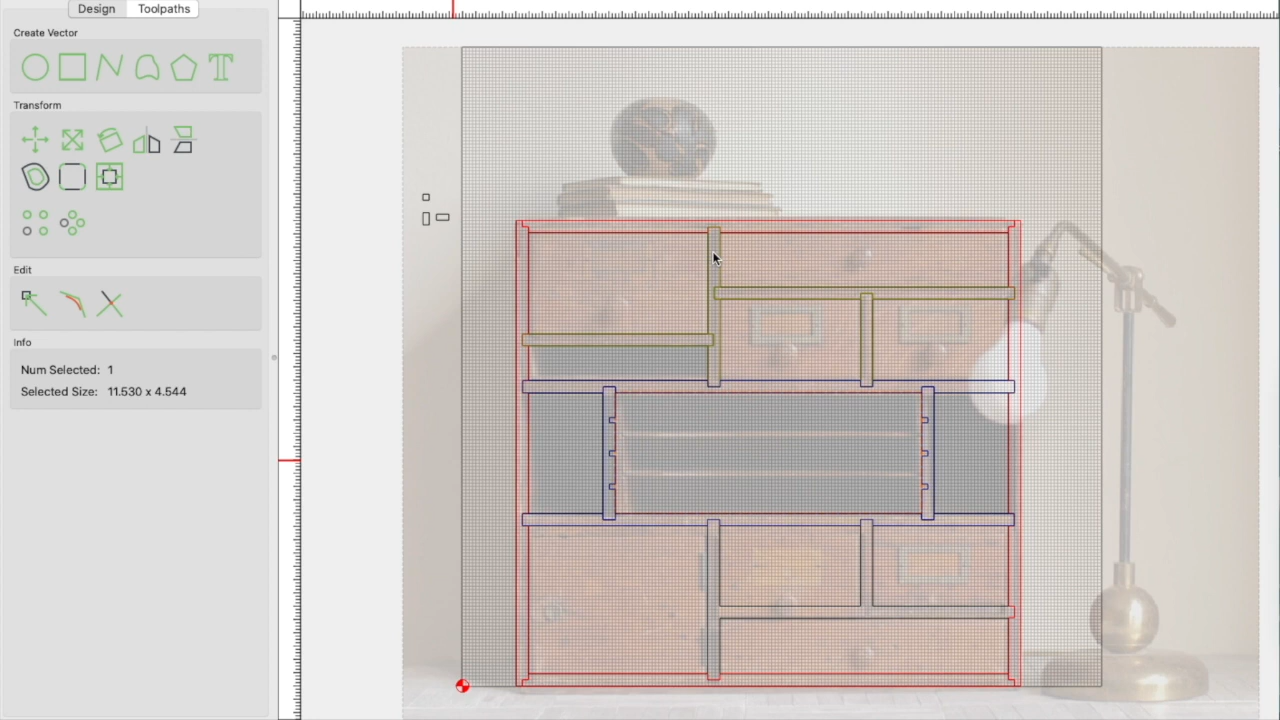 Design Toolpaths
Create Vector
Transform
Edit
Info
Num Selected: 1
Selected Size: 11.530 x 4.544